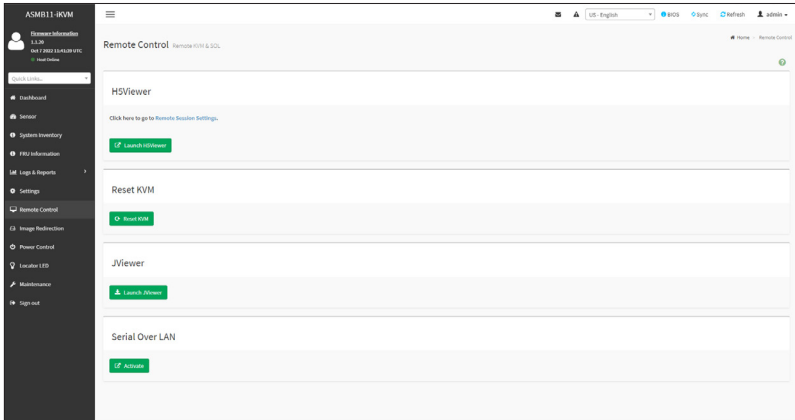 ASMB11-iKVM
US - English
BIOS
Sync
Refresh
admin
Firmware Information
1.1.20
Oct 7 2022 11:41:29 UTC
Host Online
Quick Links...
Dashboard
Sensor
System Inventory
FRU Information
Logs & Reports
Settings
Remote Control
Image Redirection
Power Control
Locator LED
Maintenance
Sign out
Remote Control Remote KVM & SOL
Home > Remote Control
H5Viewer
Click here to go to Remote Session Settings.
Launch H5Viewer
Reset KVM
Reset KVM
JViewer
Launch JViewer
Serial Over LAN
Activate